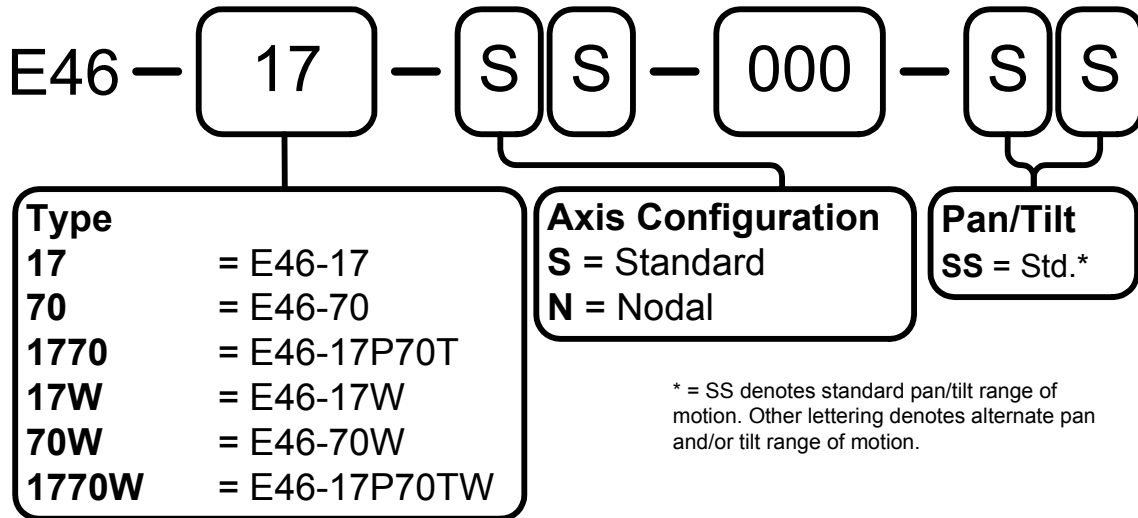 E46 — 17 — S S — 000 — S S
Type
17 = E46-17
70 = E46-70
1770 = E46-17P70T
17W = E46-17W
70W = E46-70W
1770W = E46-17P70TW
Axis Configuration
S = Standard
N = Nodal
Pan/Tilt
SS = Std.*
* = SS denotes standard pan/tilt range of
motion. Other lettering denotes alternate pan
and/or tilt range of motion.